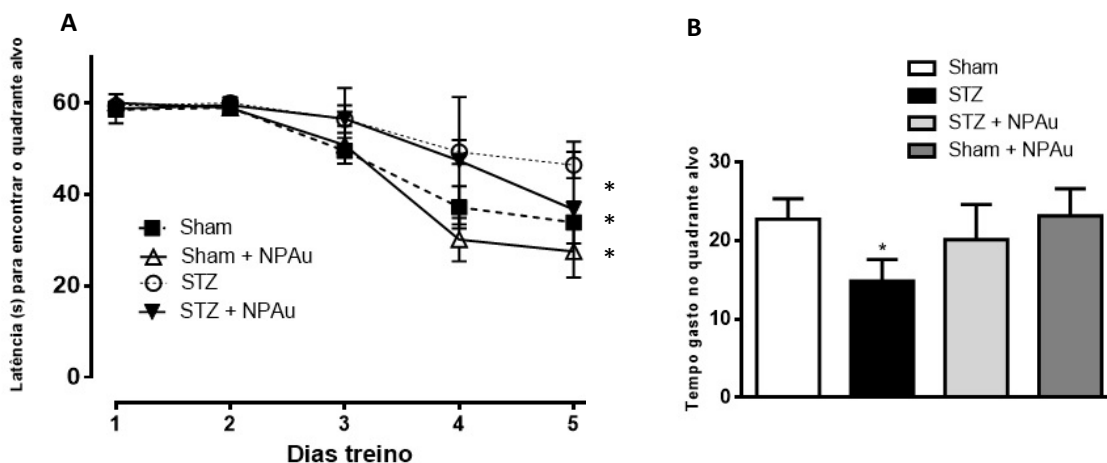 A
Latência (s) para encontrar o quadrante alvo
60
40
20
0
1
2
3
4
5
Dias treino
Sham
Sham + NPAu
STZ
STZ + NPAu
*
*
*
B
Tempo gasto no quadrante alvo
30
20
10
0
Sham
STZ
STZ + NPAu
Sham + NPAu
*